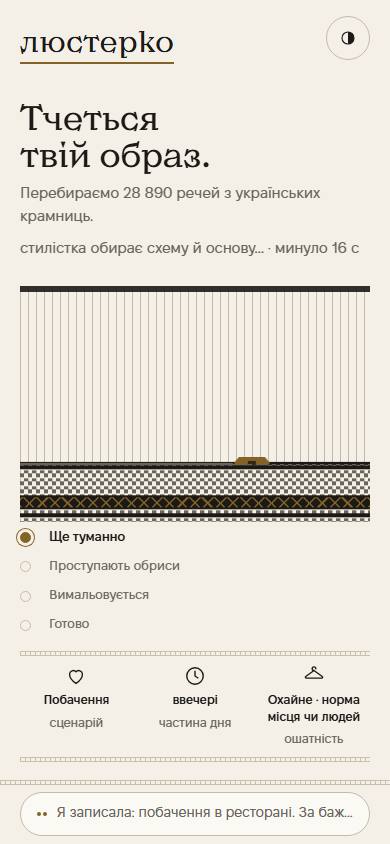 люстерко
Тчеться
твій образ.
Перебираємо 28 890 речей з українських
крамниць.
стилістка обирає схему й основу... · минуло 16 с
Ще туманно
Проступають обриси
Вимальовується
Готово
Побачення
сценарій
ввечері
частина дня
Охайне · норма
місця чи людей
ошатність
Я записала: побачення в ресторані. За баж...